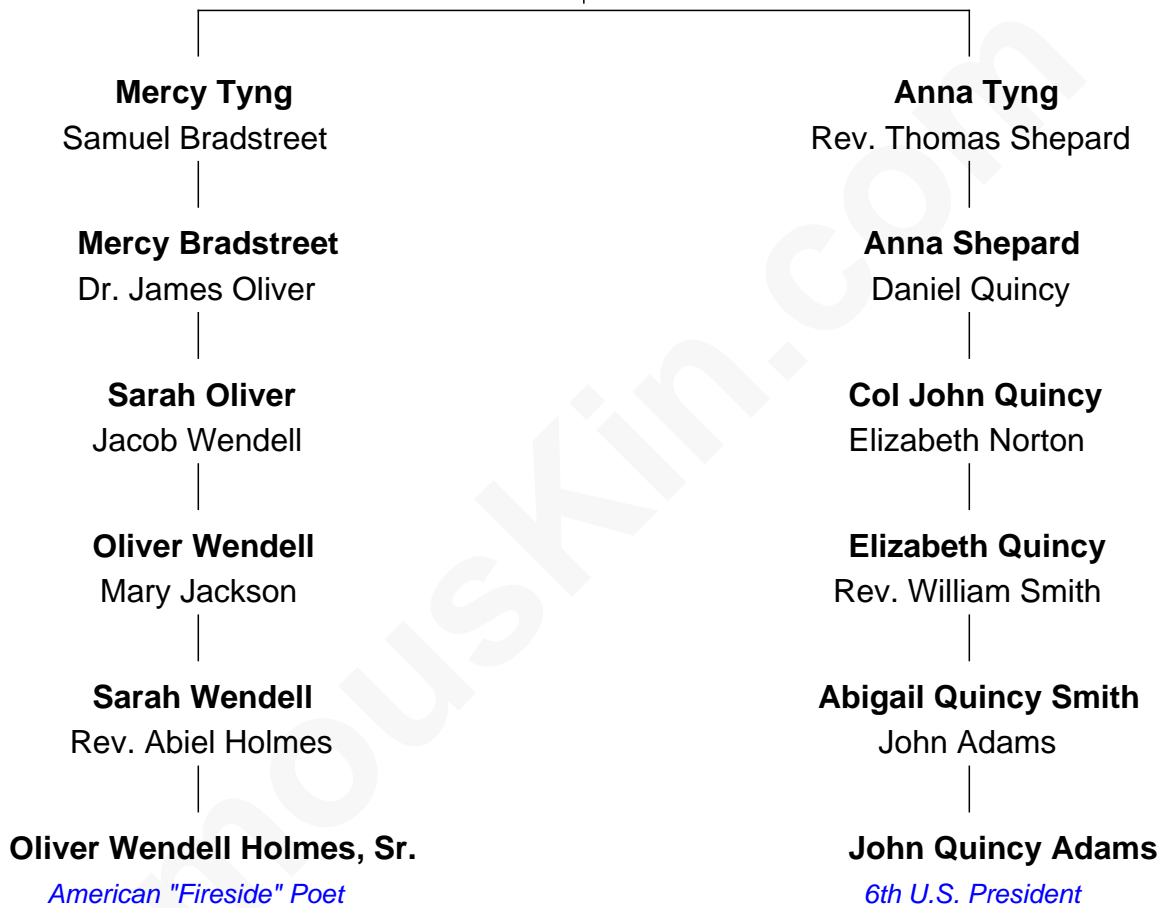 Mercy Tyng
Samuel Bradstreet
Anna Tyng
Rev. Thomas Shepard
Mercy Bradstreet
Dr. James Oliver
Anna Shepard
Daniel Quincy
Sarah Oliver
Jacob Wendell
Col John Quincy
Elizabeth Norton
Oliver Wendell
Mary Jackson
Elizabeth Quincy
Rev. William Smith
Sarah Wendell
Rev. Abiel Holmes
Abigail Quincy Smith
John Adams
Oliver Wendell Holmes, Sr.
American "Fireside" Poet
John Quincy Adams
6th U.S. President
mouskin.com